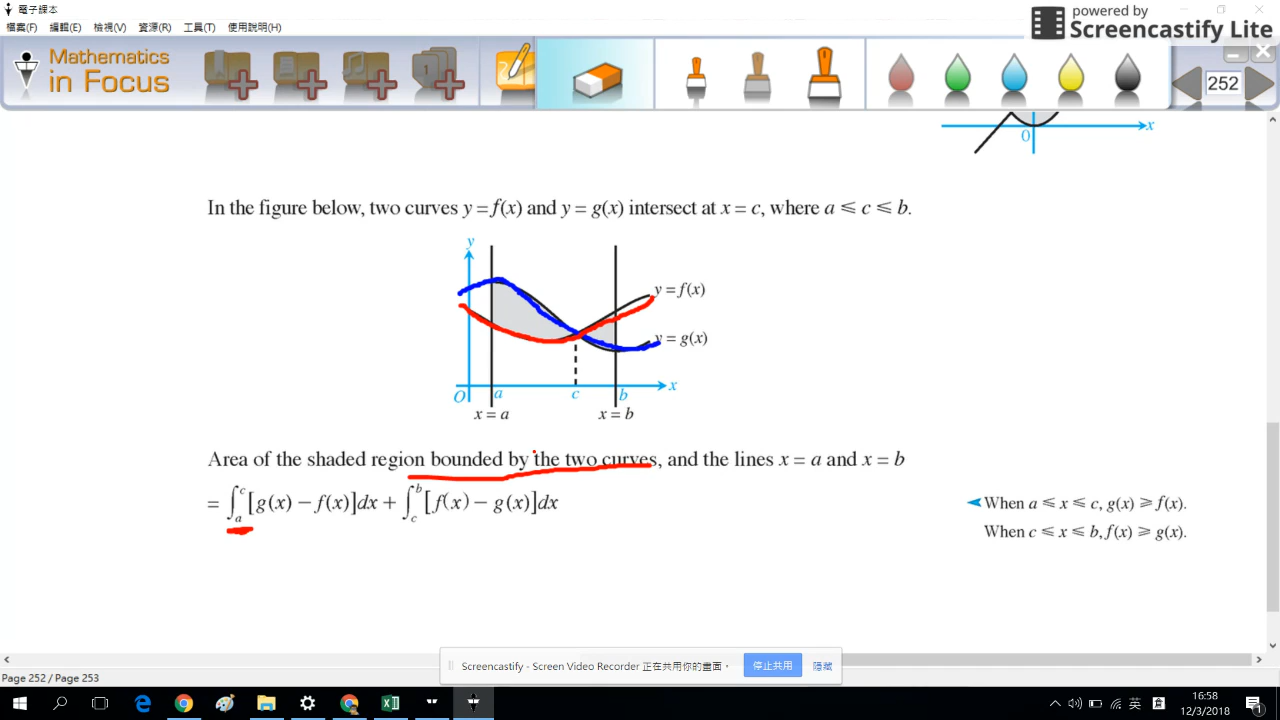 電子課本
powered by
Screencastify Lite
檔案(F) 編輯(E) 檢視(V) 資源(R) 工具(T) 使用說明(H)
Mathematics
in Focus
1
252
x
0
In the figure below, two curves y = f(x) and y = g(x) intersect at x = c, where a ⩽ c ⩽ b.
y
y = f(x)
y = g(x)
O a c b x
x = a x = b
Area of the shaded region bounded by the two curves, and the lines x = a and x = b
= ∫_a^c [g(x) − f(x)]dx + ∫_c^b [f(x) − g(x)]dx
When a ⩽ x ⩽ c, g(x) ⩾ f(x).
When c ⩽ x ⩽ b, f(x) ⩾ g(x).
Screencastify - Screen Video Recorder 正在共用你的畫面。 停止共用 隱藏
Page 252 / Page 253
英
16:58
12/3/2018
1